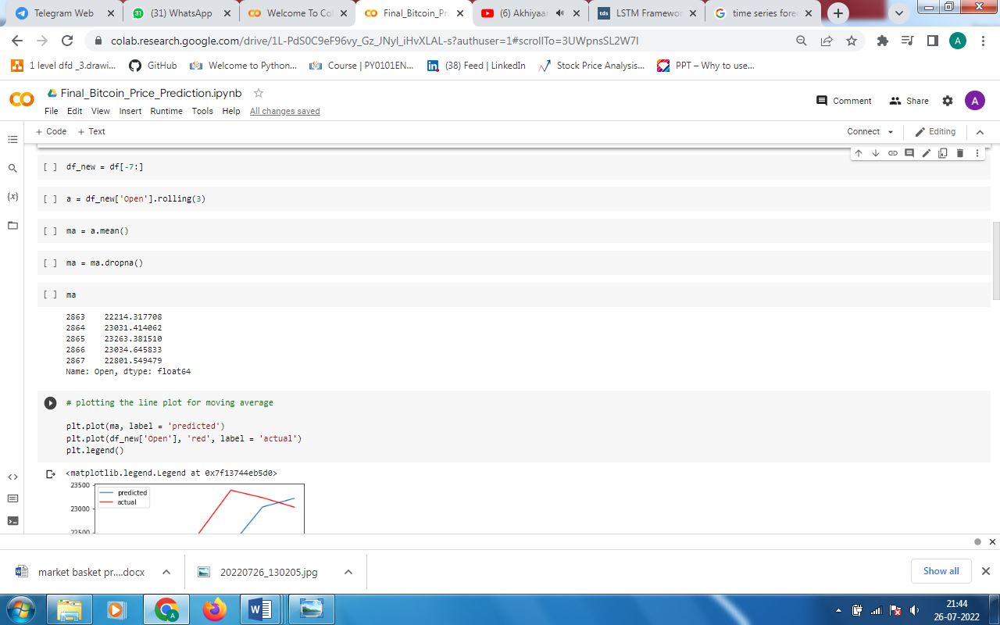 Telegram Web
(31) WhatsApp
Welcome To Co
Final_Bitcoin_Pr
(6) Akhiyaar
LSTM Framewor
time series fore
colab.research.google.com/drive/1L-PdS0C9eF96vy_Gz_JNyl_iHvXLAL-s?authuser=1#scrollTo=3UWpnsSL2W7I
A
1 level dfd _3.drawi...
GitHub
Welcome to Python...
Course | PY0101EN...
(38) Feed | LinkedIn
Stock Price Analysis...
PPT – Why to use...
Final_Bitcoin_Price_Prediction.ipynb
Comment
Share
A
File Edit View Insert Runtime Tools Help All changes saved
+ Code + Text
Connect
Editing
[ ] df_new = df[-7:]
[ ] a = df_new['Open'].rolling(3)
[ ] ma = a.mean()
[ ] ma = ma.dropna()
[ ] ma
2863 22214.317708
2864 23031.414062
2865 23263.381510
2866 23034.645833
2867 22801.549479
Name: Open, dtype: float64
# plotting the line plot for moving average
plt.plot(ma, label = 'predicted')
plt.plot(df_new['Open'], 'red', label = 'actual')
plt.legend()
<matplotlib.legend.Legend at 0x7f13744eb5d0>
23500
predicted
actual
23000
22500
market basket pr....docx
20220726_130205.jpg
Show all
21:44
26-07-2022